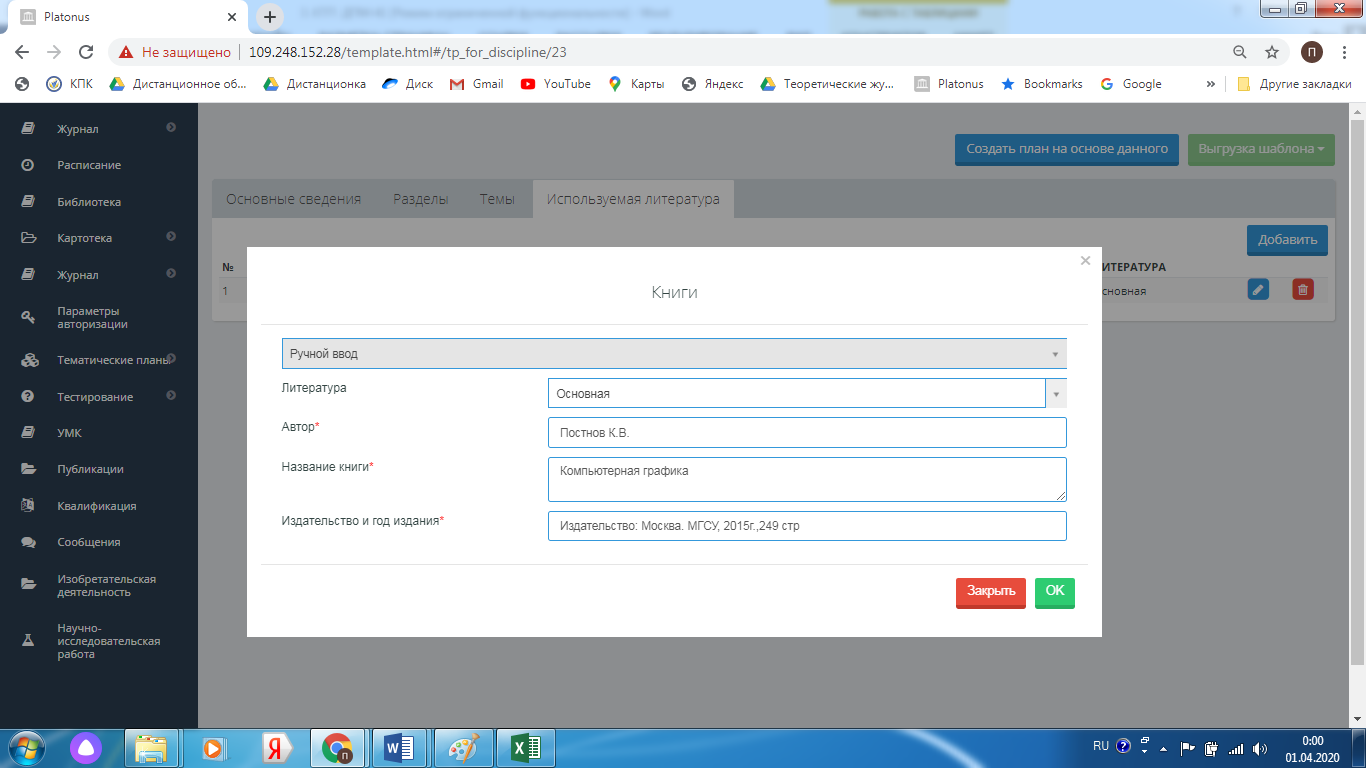 Platonus
Не защищено | 109.248.152.28/template.html#/tp_for_discipline/23
П
КПК
Дистанционное об...
Дистанционка
Диск
Gmail
YouTube
Карты
Яндекс
Теоретические жу...
Platonus
Bookmarks
Google
»
Другие закладки
Журнал
Расписание
Библиотека
Картотека
Журнал
Параметры
авторизации
Тематические планы
Тестирование
УМК
Публикации
Квалификация
Сообщения
Изобретательская
деятельность
Научно-
исследовательская
работа
Создать план на основе данного
Выгрузка шаблона
Основные сведения
Разделы
Темы
Используемая литература
Добавить
№
ИТЕРАТУРА
1
сновная
Книги
Ручной ввод
Литература
Основная
Автор*
Постнов К.В.
Название книги*
Компьютерная графика
Издательство и год издания*
Издательство: Москва. МГСУ, 2015г.,249 стр
Закрыть
OK
RU
0:00
01.04.2020